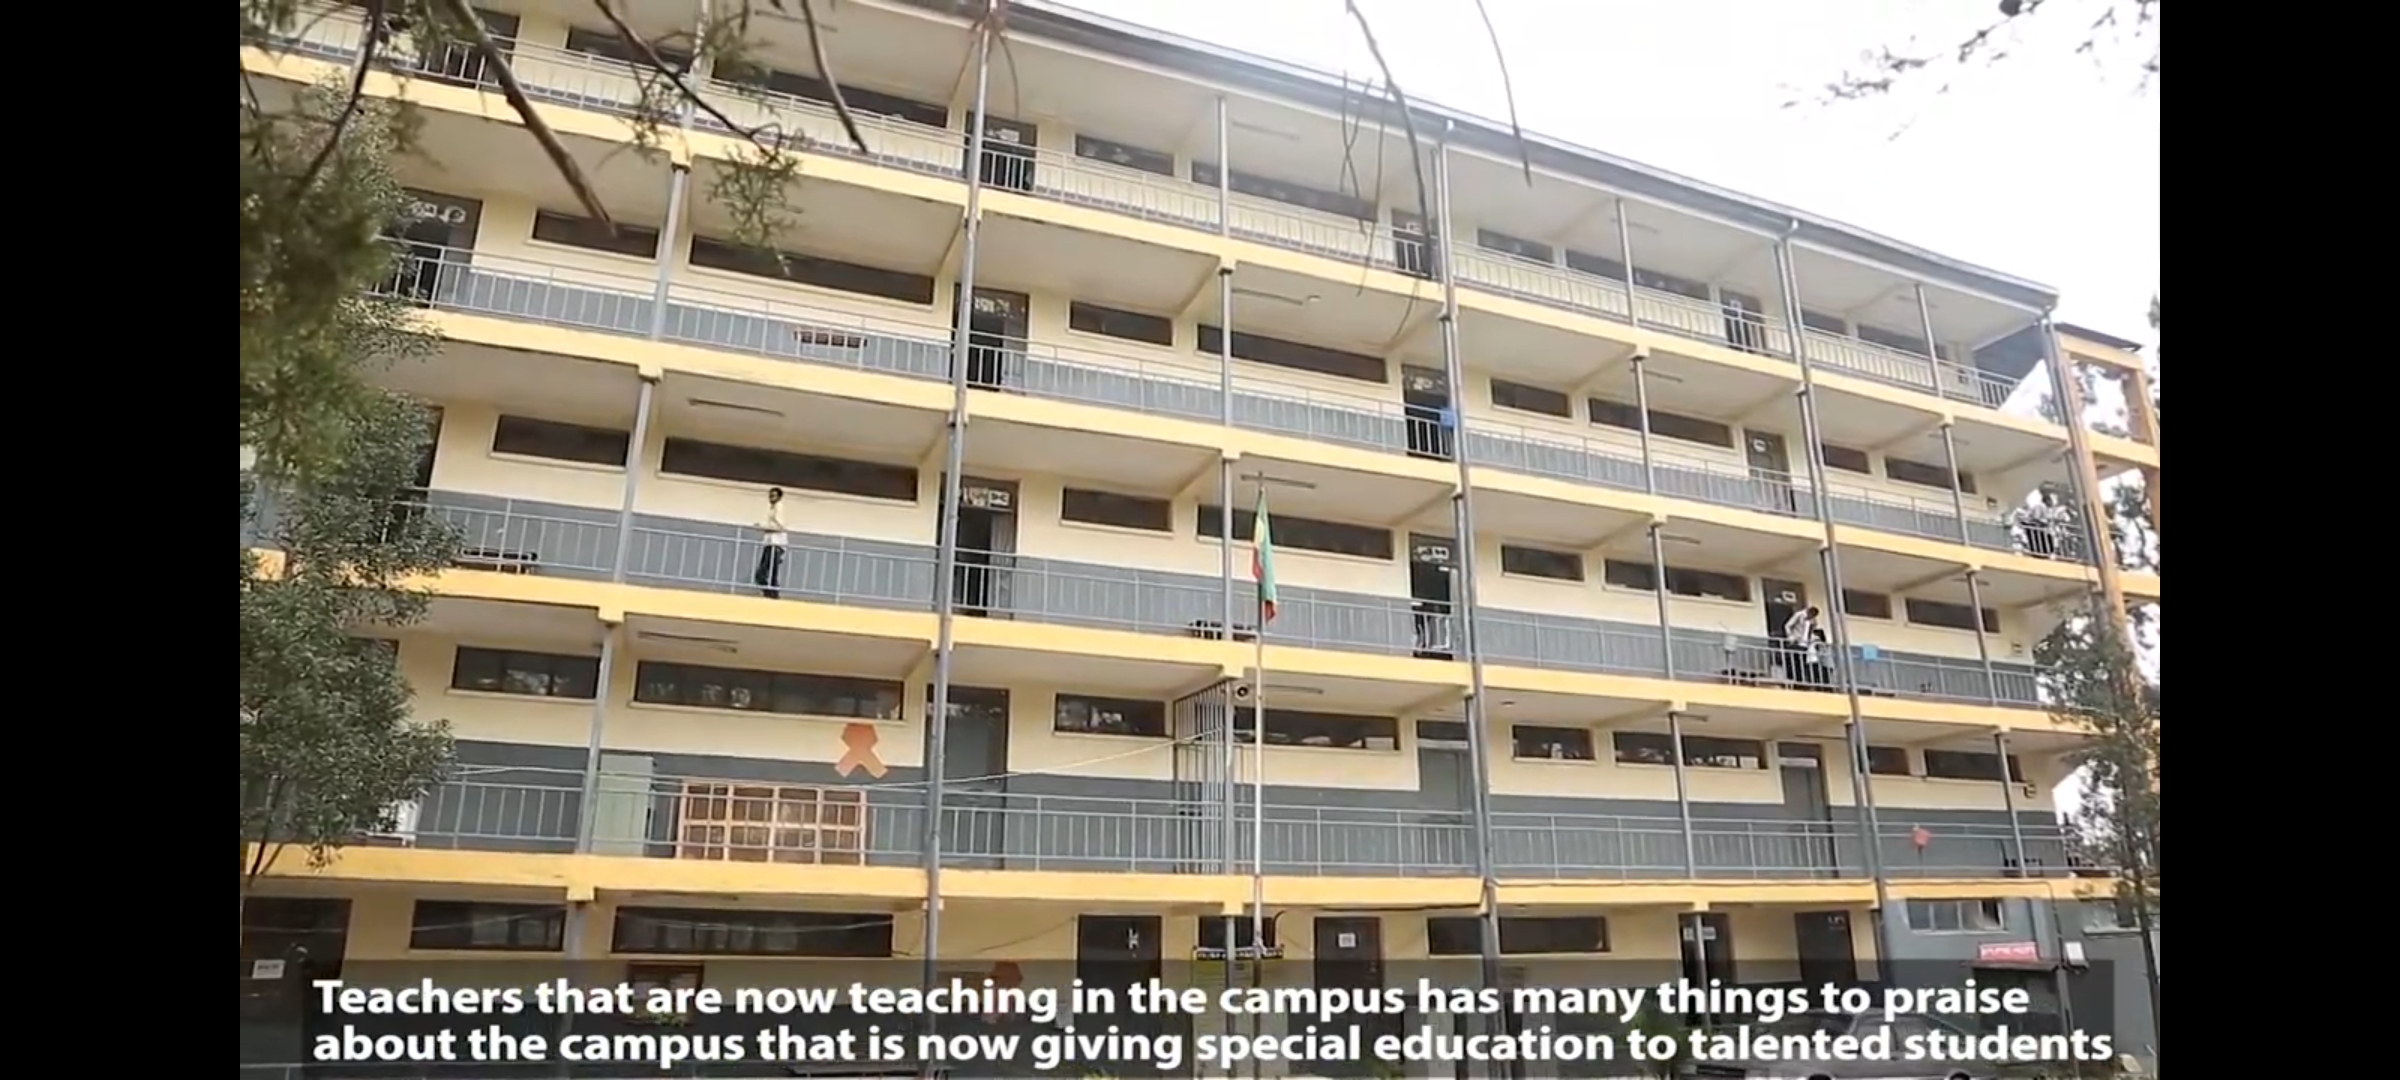 Teachers that are now teaching in the campus has many things to praise
about the campus that is now giving special education to talented students